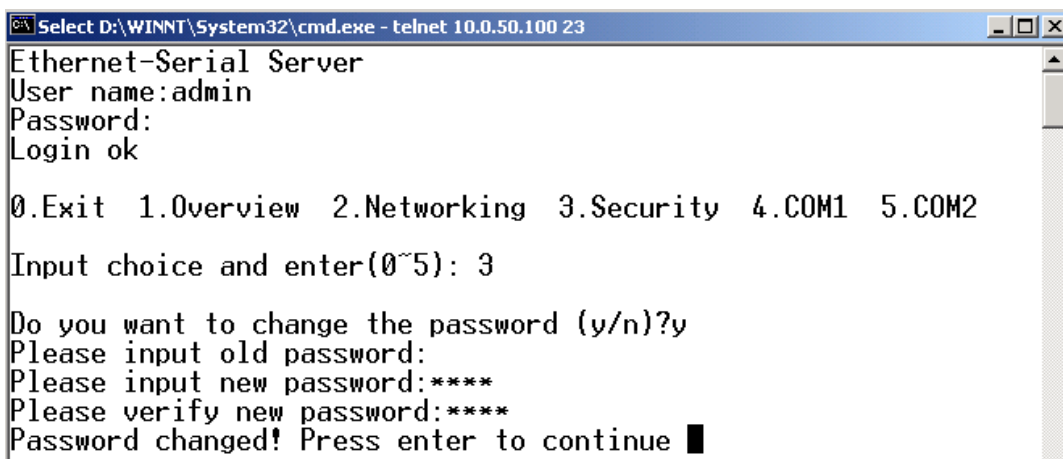 Select D:\WINNT\System32\cmd.exe - telnet 10.0.50.100 23
Ethernet-Serial Server
User name:admin
Password:
Login ok
0.Exit 1.Overview 2.Networking 3.Security 4.COM1 5.COM2
Input choice and enter(0~5): 3
Do you want to change the password (y/n)?y
Please input old password:
Please input new password:****
Please verify new password:****
Password changed! Press enter to continue